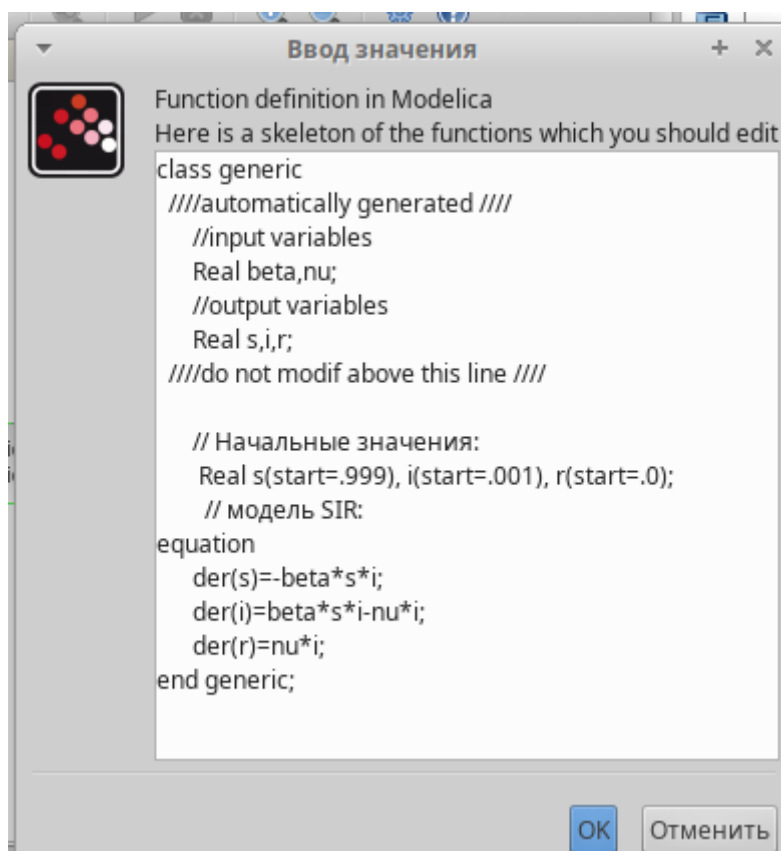 Ввод значения
Function definition in Modelica
Here is a skeleton of the functions which you should edit
class generic
////automatically generated ////
//input variables
Real beta,nu;
//output variables
Real s,i,r;
////do not modif above this line ////
// Начальные значения:
Real s(start=.999), i(start=.001), r(start=.0);
// модель SIR:
equation
der(s)=-beta*s*i;
der(i)=beta*s*i-nu*i;
der(r)=nu*i;
end generic;
OK Отменить